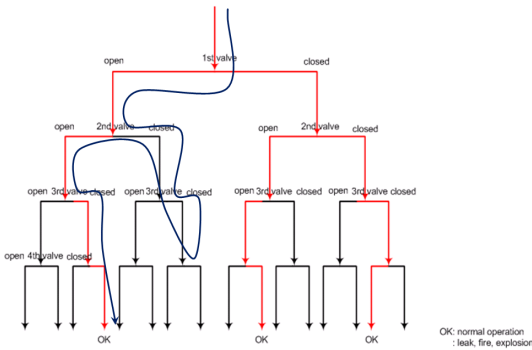 1st valve
open closed
open 2nd valve closed open 2nd valve closed
open 3rd valve closed open 3rd valve closed open 3rd valve closed open 3rd valve closed
open 4th valve closed
OK OK OK
OK: normal operation
: leak, fire, explosion